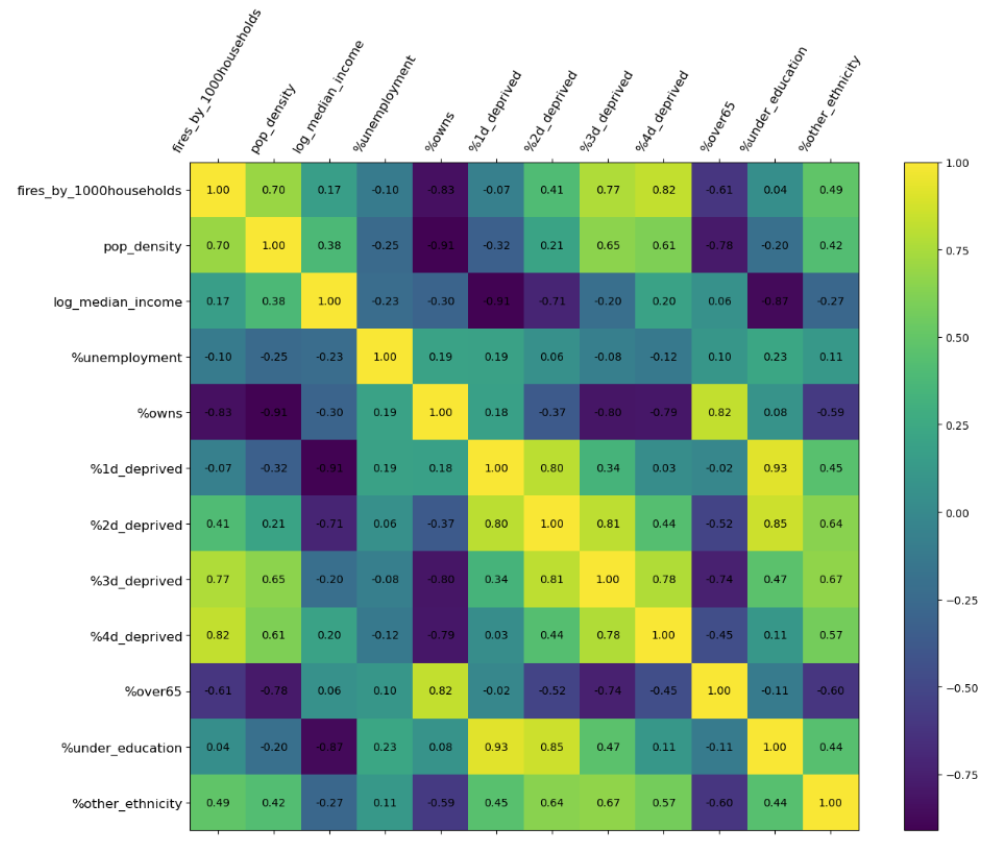 fires_by_1000households
pop_density
log_median_income
%unemployment
%owns
%1d_deprived
%2d_deprived
%3d_deprived
%4d_deprived
%over65
%under_education
%other_ethnicity
fires_by_1000households 1.00 0.70 0.17 -0.10 -0.83 -0.07 0.41 0.77 0.82 -0.61 0.04 0.49
pop_density 0.70 1.00 0.38 -0.25 -0.91 -0.32 0.21 0.65 0.61 -0.78 -0.20 0.42
log_median_income 0.17 0.38 1.00 -0.23 -0.30 -0.91 -0.71 -0.20 0.20 0.06 -0.87 -0.27
%unemployment -0.10 -0.25 -0.23 1.00 0.19 0.19 0.06 -0.08 -0.12 0.10 0.23 0.11
%owns -0.83 -0.91 -0.30 0.19 1.00 0.18 -0.37 -0.80 -0.79 0.82 0.08 -0.59
%1d_deprived -0.07 -0.32 -0.91 0.19 0.18 1.00 0.80 0.34 0.03 -0.02 0.93 0.45
%2d_deprived 0.41 0.21 -0.71 0.06 -0.37 0.80 1.00 0.81 0.44 -0.52 0.85 0.64
%3d_deprived 0.77 0.65 -0.20 -0.08 -0.80 0.34 0.81 1.00 0.78 -0.74 0.47 0.67
%4d_deprived 0.82 0.61 0.20 -0.12 -0.79 0.03 0.44 0.78 1.00 -0.45 0.11 0.57
%over65 -0.61 -0.78 0.06 0.10 0.82 -0.02 -0.52 -0.74 -0.45 1.00 -0.11 -0.60
%under_education 0.04 -0.20 -0.87 0.23 0.08 0.93 0.85 0.47 0.11 -0.11 1.00 0.44
%other_ethnicity 0.49 0.42 -0.27 0.11 -0.59 0.45 0.64 0.67 0.57 -0.60 0.44 1.00
1.00
0.75
0.50
0.25
0.00
−0.25
−0.50
−0.75